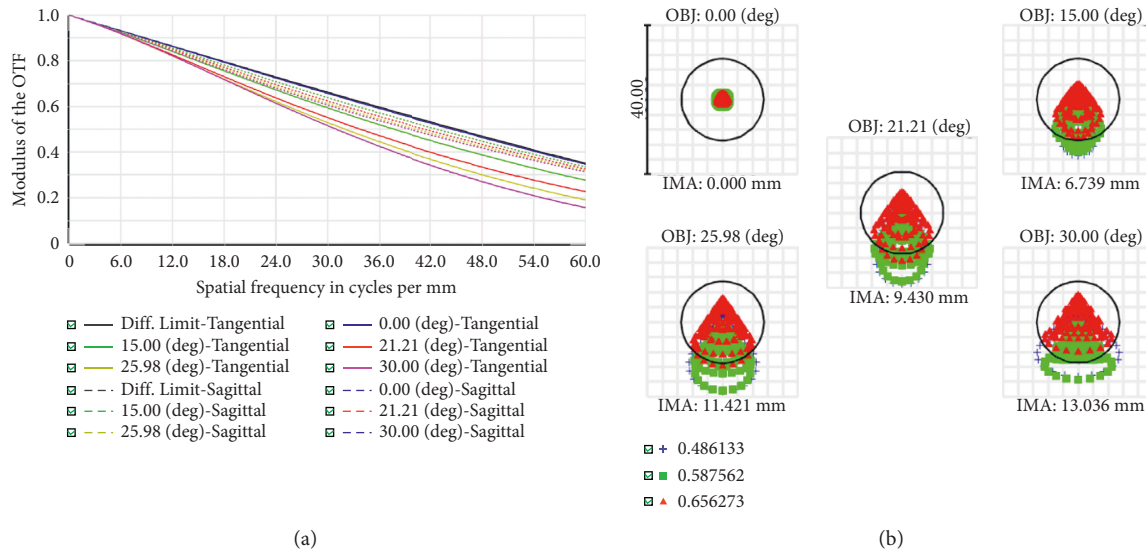 Modulus of the OTF
1.0
0.8
0.6
0.4
0.2
0
0 6.0 12.0 18.0 24.0 30.0 36.0 42.0 48.0 54.0 60.0
Spatial frequency in cycles per mm
Diff. Limit-Tangential
15.00 (deg)-Tangential
25.98 (deg)-Tangential
Diff. Limit-Sagittal
15.00 (deg)-Sagittal
25.98 (deg)-Sagittal
0.00 (deg)-Tangential
21.21 (deg)-Tangential
30.00 (deg)-Tangential
0.00 (deg)-Sagittal
21.21 (deg)-Sagittal
30.00 (deg)-Sagittal
(a)
OBJ: 0.00 (deg)
40.00
IMA: 0.000 mm
OBJ: 15.00 (deg)
IMA: 6.739 mm
OBJ: 21.21 (deg)
IMA: 9.430 mm
OBJ: 25.98 (deg)
IMA: 11.421 mm
OBJ: 30.00 (deg)
IMA: 13.036 mm
0.486133
0.587562
0.656273
(b)